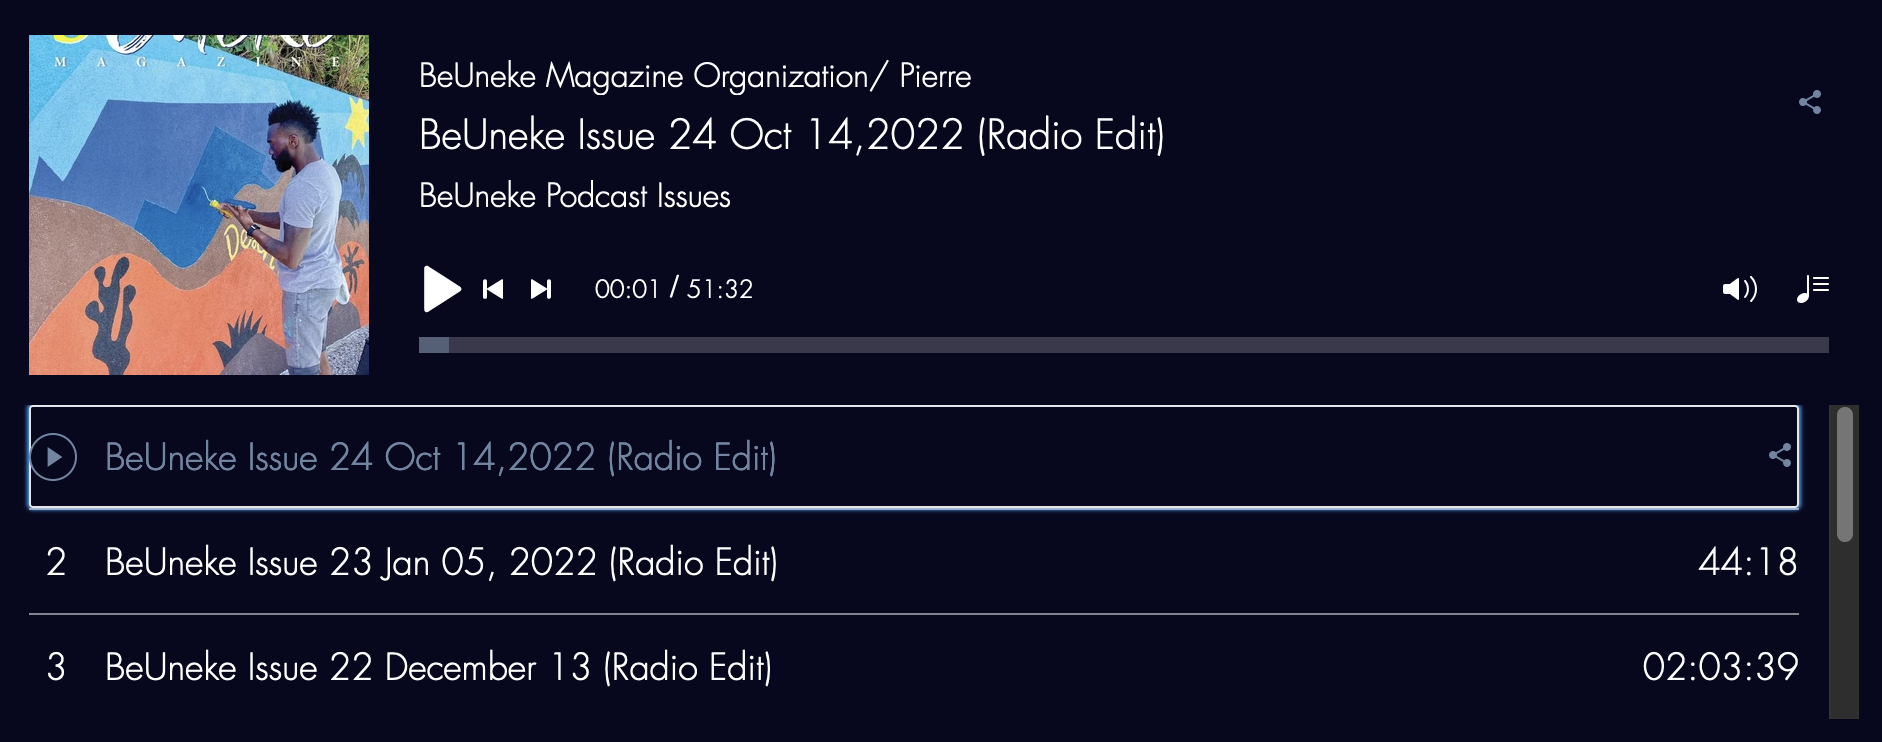 MAGAZINE
BeUneke Magazine Organization/ Pierre
BeUneke Issue 24 Oct 14,2022 (Radio Edit)
BeUneke Podcast Issues
00:01 / 51:32
BeUneke Issue 24 Oct 14,2022 (Radio Edit)
2 BeUneke Issue 23 Jan 05, 2022 (Radio Edit) 44:18
3 BeUneke Issue 22 December 13 (Radio Edit) 02:03:39